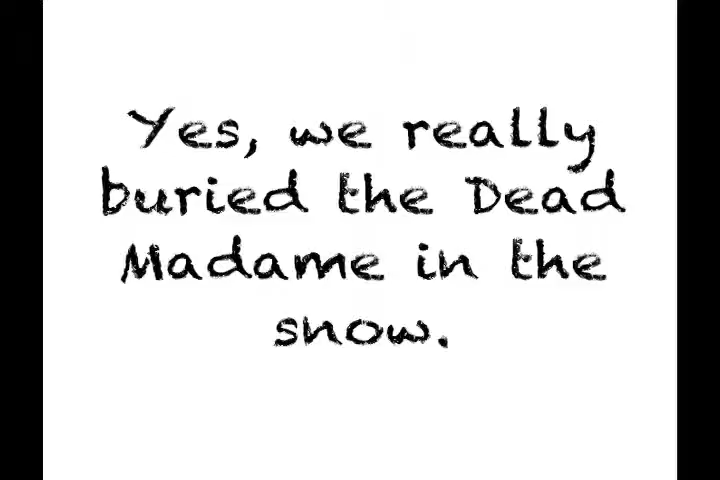 Yes, we really
buried the Dead
Madame in the
snow.